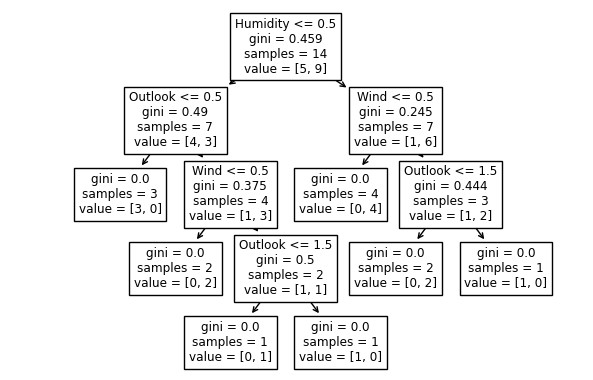 Humidity <= 0.5
gini = 0.459
samples = 14
value = [5, 9]
Outlook <= 0.5
gini = 0.49
samples = 7
value = [4, 3]
Wind <= 0.5
gini = 0.245
samples = 7
value = [1, 6]
gini = 0.0
samples = 3
value = [3, 0]
Wind <= 0.5
gini = 0.375
samples = 4
value = [1, 3]
gini = 0.0
samples = 4
value = [0, 4]
Outlook <= 1.5
gini = 0.444
samples = 3
value = [1, 2]
gini = 0.0
samples = 2
value = [0, 2]
Outlook <= 1.5
gini = 0.5
samples = 2
value = [1, 1]
gini = 0.0
samples = 2
value = [0, 2]
gini = 0.0
samples = 1
value = [1, 0]
gini = 0.0
samples = 1
value = [0, 1]
gini = 0.0
samples = 1
value = [1, 0]